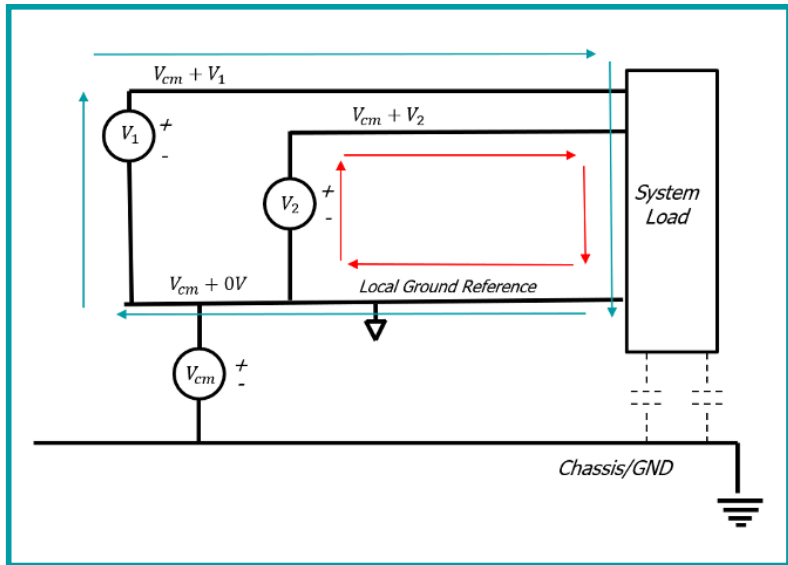 V_cm + V_1
V_cm + V_2
V_1
+
-
V_2
+
-
System
Load
V_cm + 0V
Local Ground Reference
V_cm
+
-
Chassis/GND